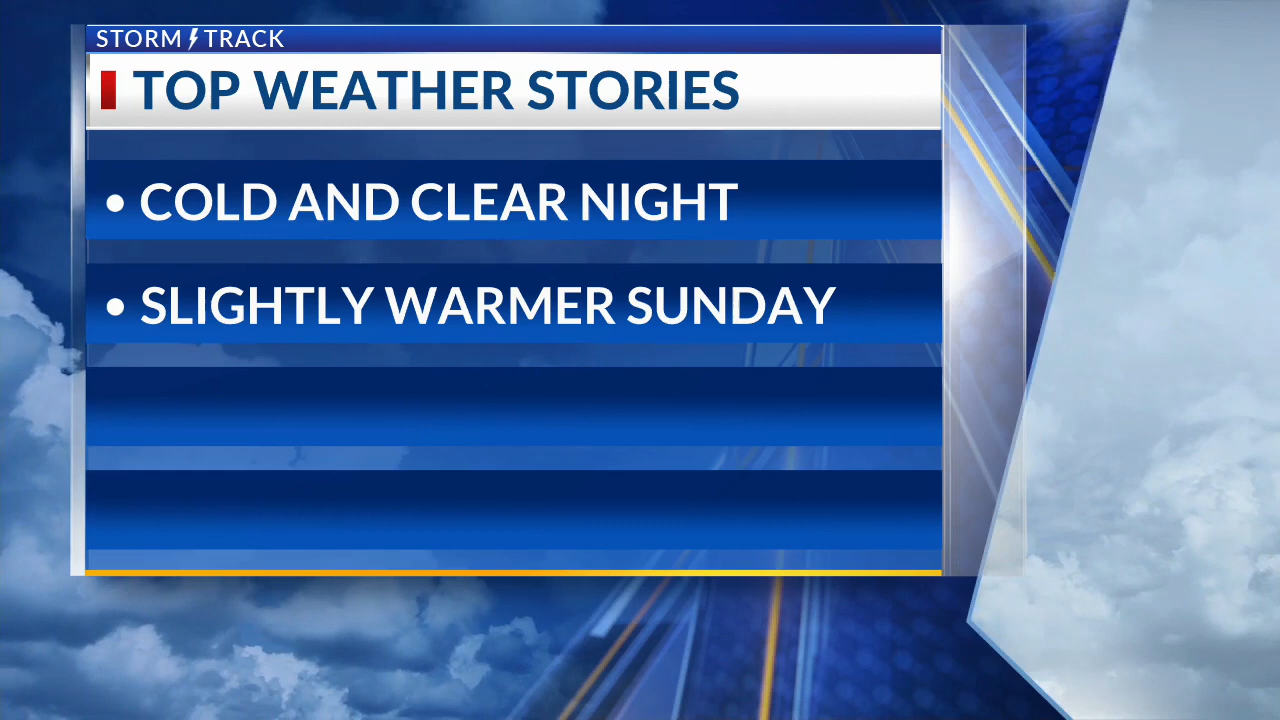 STORM TRACK
TOP WEATHER STORIES
• COLD AND CLEAR NIGHT
• SLIGHTLY WARMER SUNDAY